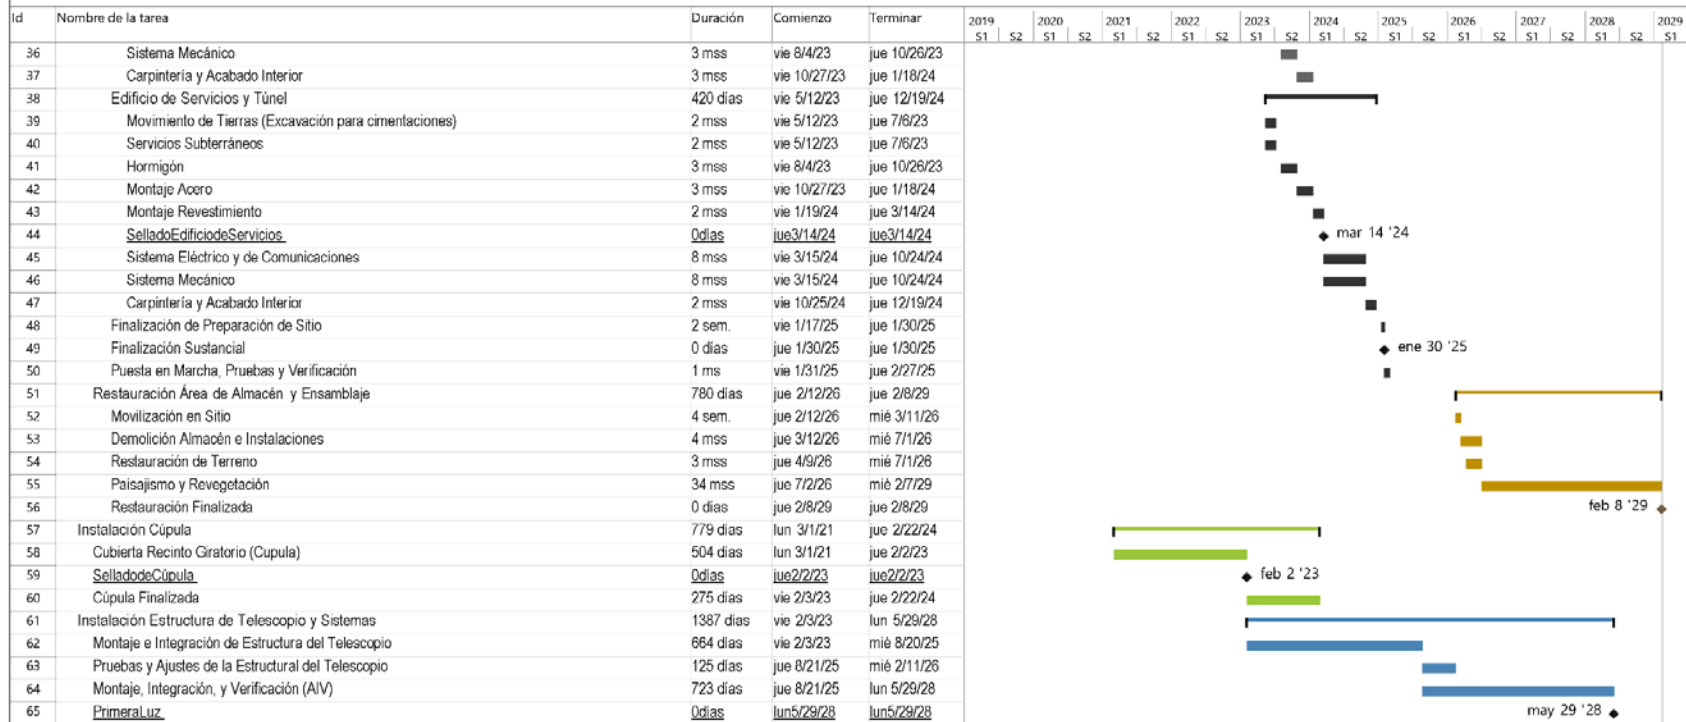 Id Nombre de la tarea Duración Comienzo Terminar 2019 2020 2021 2022 2023 2024 2025 2026 2027 2028 2029
S1 S2 S1 S2 S1 S2 S1 S2 S1 S2 S1 S2 S1 S2 S1 S2 S1 S2 S1 S2 S1
36 Sistema Mecánico 3 mss vie 8/4/23 jue 10/26/23
37 Carpintería y Acabado Interior 3 mss vie 10/27/23 jue 1/18/24
38 Edificio de Servicios y Túnel 420 días vie 5/12/23 jue 12/19/24
39 Movimiento de Tierras (Excavación para cimentaciones) 2 mss vie 5/12/23 jue 7/6/23
40 Servicios Subterráneos 2 mss vie 5/12/23 jue 7/6/23
41 Hormigón 3 mss vie 8/4/23 jue 10/26/23
42 Montaje Acero 3 mss vie 10/27/23 jue 1/18/24
43 Montaje Revestimiento 2 mss vie 1/19/24 jue 3/14/24
44 SelladoEdificiodeServicios 0días jue3/14/24 jue3/14/24 mar 14 '24
45 Sistema Eléctrico y de Comunicaciones 8 mss vie 3/15/24 jue 10/24/24
46 Sistema Mecánico 8 mss vie 3/15/24 jue 10/24/24
47 Carpintería y Acabado Interior 2 mss vie 10/25/24 jue 12/19/24
48 Finalización de Preparación de Sitio 2 sem. vie 1/17/25 jue 1/30/25
49 Finalización Sustancial 0 días jue 1/30/25 jue 1/30/25 ene 30 '25
50 Puesta en Marcha, Pruebas y Verificación 1 ms vie 1/31/25 jue 2/27/25
51 Restauración Área de Almacén y Ensamblaje 780 días jue 2/12/26 jue 2/8/29
52 Movilización en Sitio 4 sem. jue 2/12/26 mié 3/11/26
53 Demolición Almacén e Instalaciones 4 mss jue 3/12/26 mié 7/1/26
54 Restauración de Terreno 3 mss jue 4/9/26 mié 7/1/26
55 Paisajismo y Revegetación 34 mss jue 7/2/26 mié 2/7/29
56 Restauración Finalizada 0 días jue 2/8/29 jue 2/8/29 feb 8 '29
57 Instalación Cúpula 779 días lun 3/1/21 jue 2/22/24
58 Cubierta Recinto Giratorio (Cupula) 504 días lun 3/1/21 jue 2/2/23
59 SelladodeCúpula 0días jue2/2/23 jue2/2/23 feb 2 '23
60 Cúpula Finalizada 275 días vie 2/3/23 jue 2/22/24
61 Instalación Estructura de Telescopio y Sistemas 1387 días vie 2/3/23 lun 5/29/28
62 Montaje e Integración de Estructura del Telescopio 664 días vie 2/3/23 mié 8/20/25
63 Pruebas y Ajustes de la Estructural del Telescopio 125 días jue 8/21/25 mié 2/11/26
64 Montaje, Integración, y Verificación (AIV) 723 días jue 8/21/25 lun 5/29/28
65 PrimeraLuz 0días lun5/29/28 lun5/29/28 may 29 '28